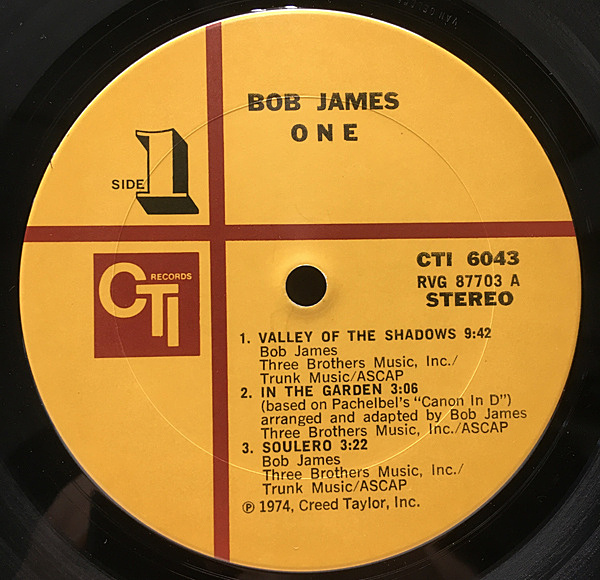 BOB JAMES
ONE
SIDE 1
CTI RECORDS
CTI 6043
RVG 87703 A
STEREO
1. VALLEY OF THE SHADOWS 9:42
Bob James
Three Brothers Music, Inc./
Trunk Music/ASCAP
2. IN THE GARDEN 3:06
(based on Pachelbel's “Canon In D”)
arranged and adapted by Bob James
Three Brothers Music, Inc./ASCAP
3. SOULERO 3:22
Bob James
Three Brothers Music, Inc./
Trunk Music/ASCAP
℗ 1974, Creed Taylor, Inc.